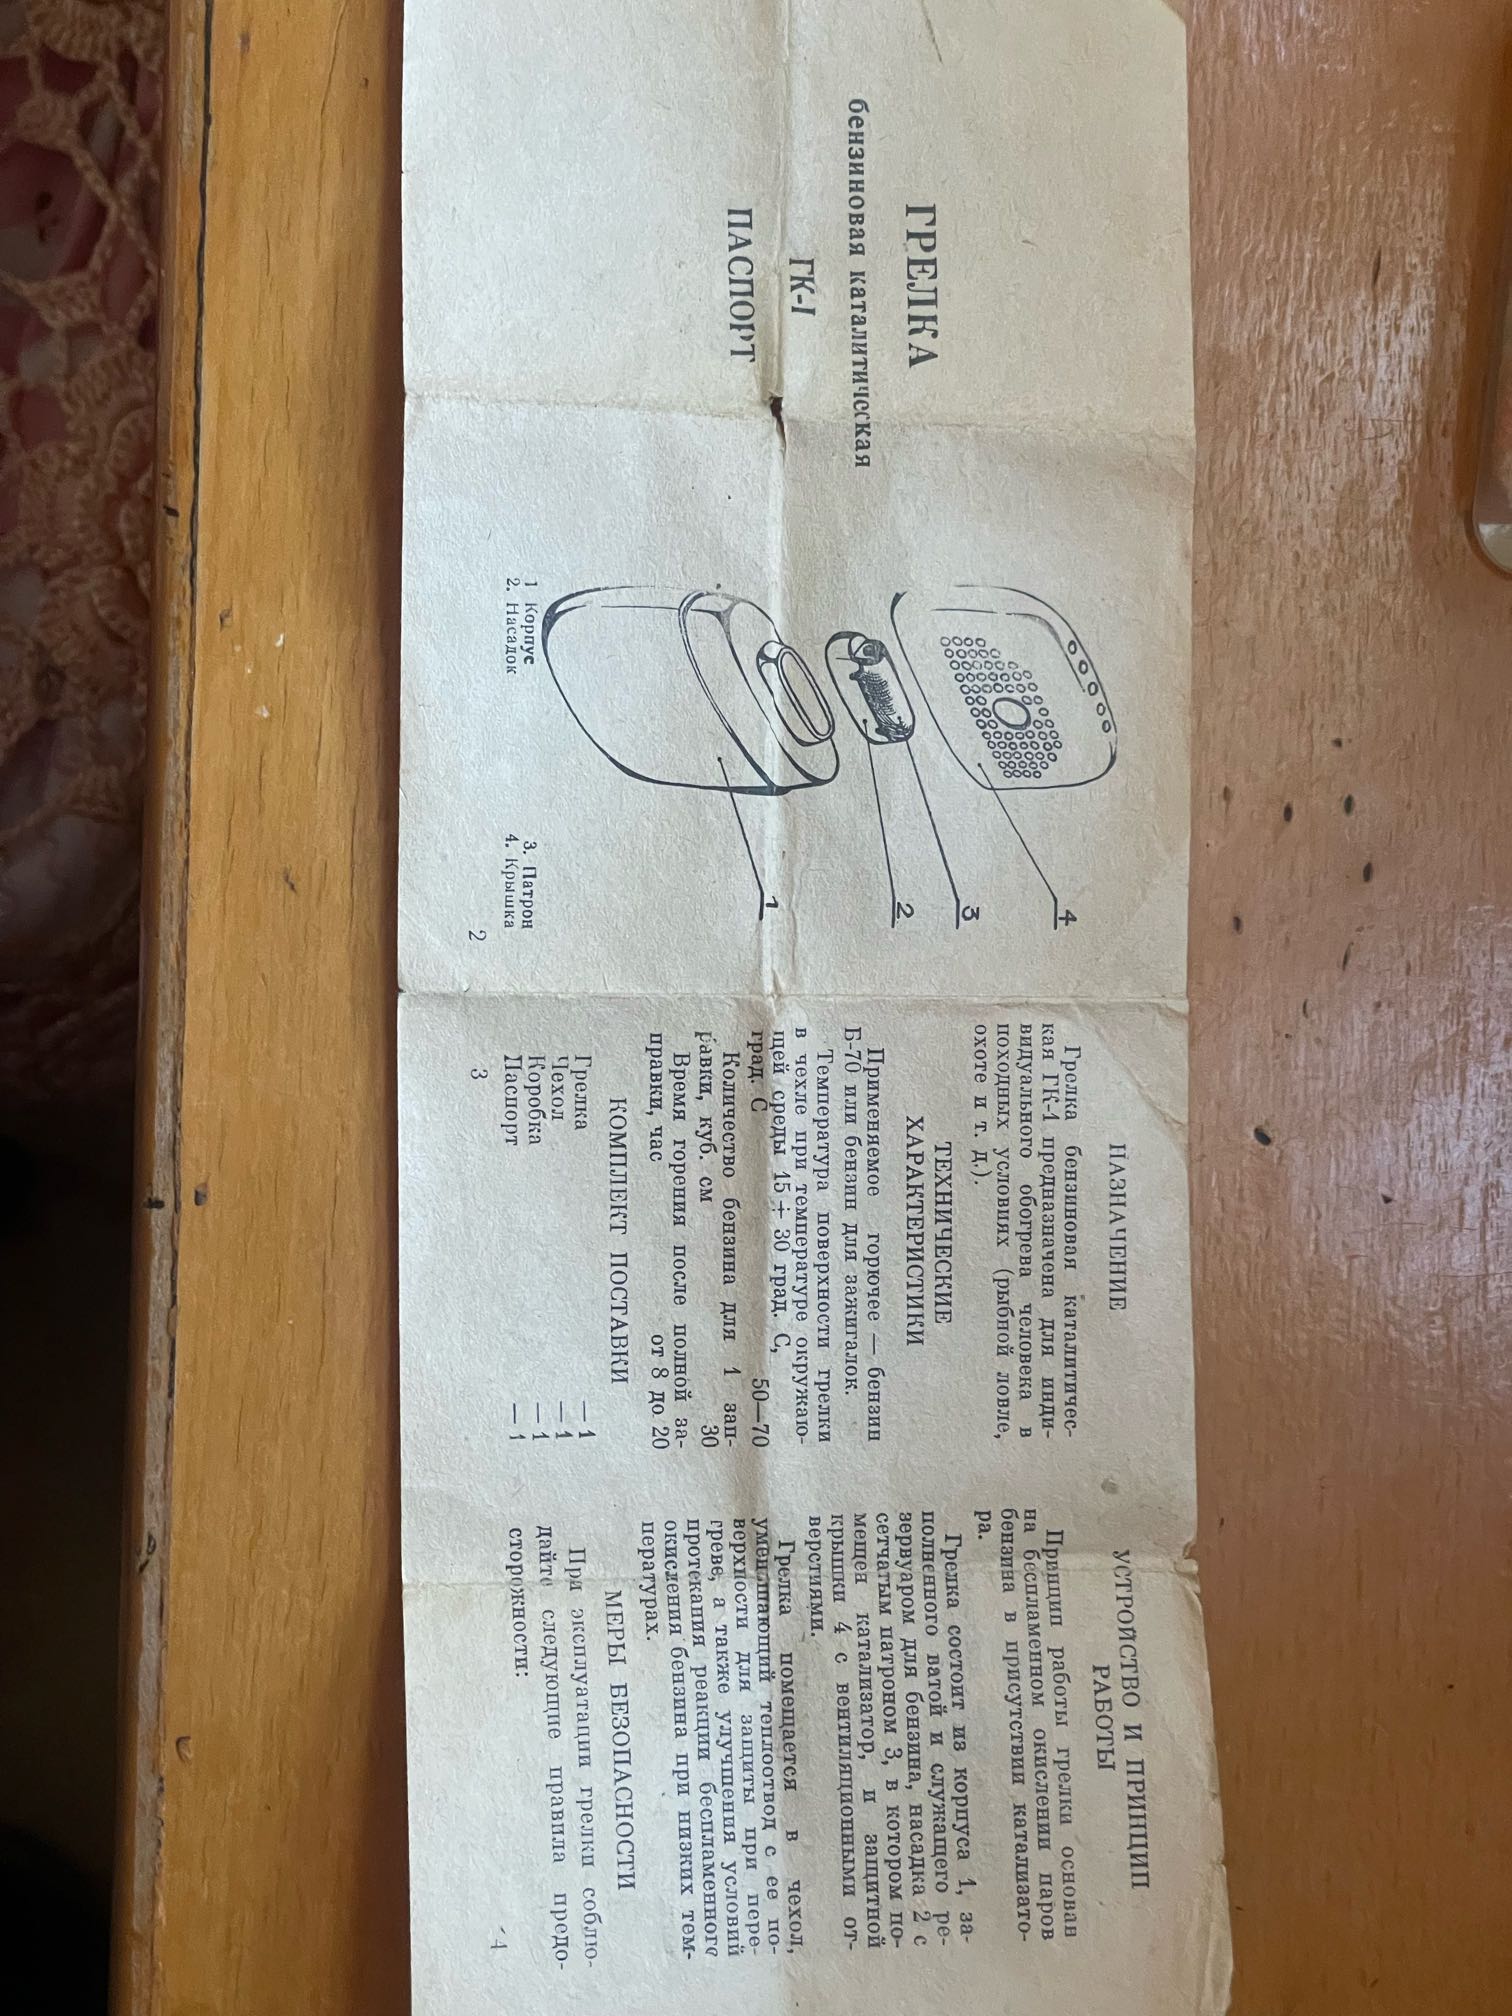 ГРЕЛКА
бензиновая каталитическая
ГК-I
ПАСПОРТ
4
3
2
1
1 Корпус
2. Насадок
3. Патрон
4. Крышка
2
НАЗНАЧЕНИЕ
Грелка бензиновая каталитичес-
кая ГК-1 предназначена для инди-
видуального обогрева человека в
походных условиях (рыбной ловле,
охоте и т. д.).
ТЕХНИЧЕСКИЕ
ХАРАКТЕРИСТИКИ
Применяемое горючее — бензин
Б-70 или бензин для зажигалок.
Температура поверхности грелки
в чехле при температуре окружаю-
щей среды 15÷30 град. С,
град. С 50—70
Количество бензина для 1 зап-
равки, куб. см 30
Время горения после полной за-
правки, час от 8 до 20
КОМПЛЕКТ ПОСТАВКИ
Грелка — 1
Чехол — 1
Коробка — 1
Паспорт — 1
3
УСТРОЙСТВО И ПРИНЦИП
РАБОТЫ
Принцип работы грелки основан
на беспламенном окислении паров
бензина в присутствии катализато-
ра.
Грелка состоит из корпуса 1, за-
полненного ватой и служащего ре-
зервуаром для бензина, насадка 2 с
сетчатым патроном 3, в котором по-
мещен катализатор, и защитной
крышки 4 с вентиляционными от-
верстиями.
Грелка помещается в чехол,
уменьшающий теплоотвод с ее по-
верхности для защиты при пере-
греве, а также улучшения условий
протекания реакции беспламенного
окисления бензина при низких тем-
пературах.
МЕРЫ БЕЗОПАСНОСТИ
При эксплуатации грелки соблю-
дайте следующие правила предо-
сторожности:
4